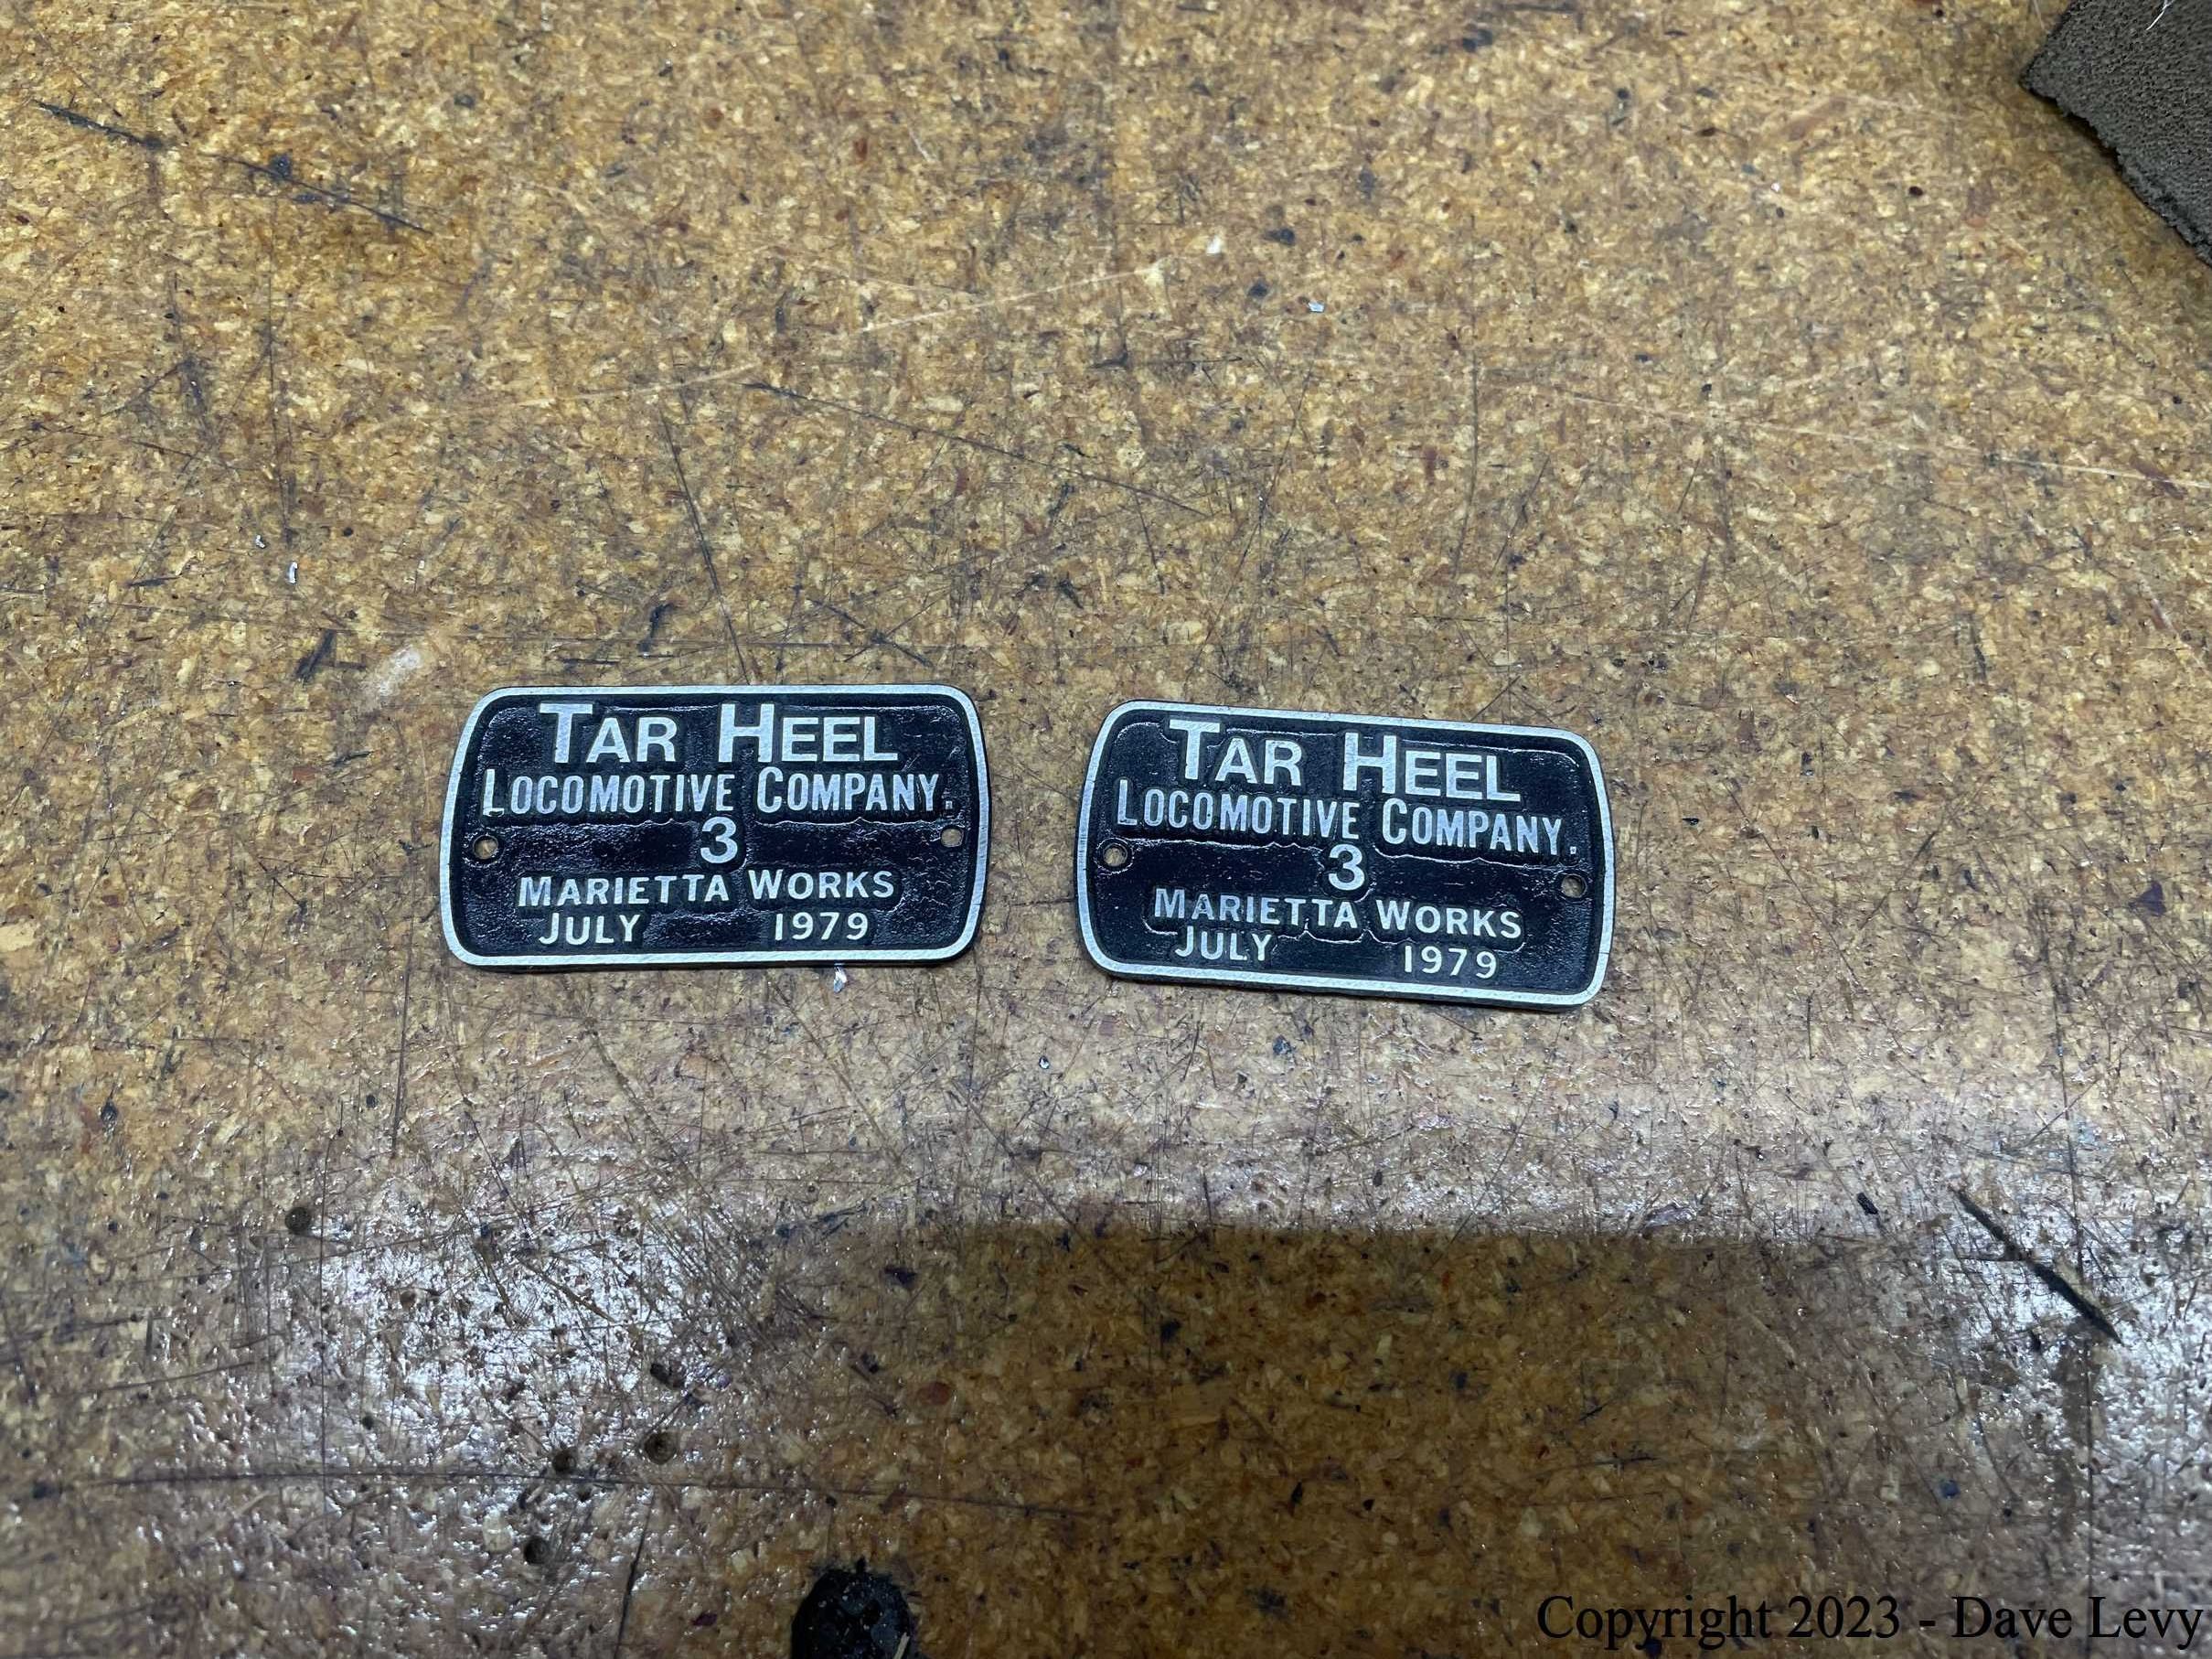 TAR HEEL
LOCOMOTIVE COMPANY.
3
MARIETTA WORKS
JULY 1979
TAR HEEL
LOCOMOTIVE COMPANY.
3
MARIETTA WORKS
JULY 1979
Copyright 2023 - Dave Levy